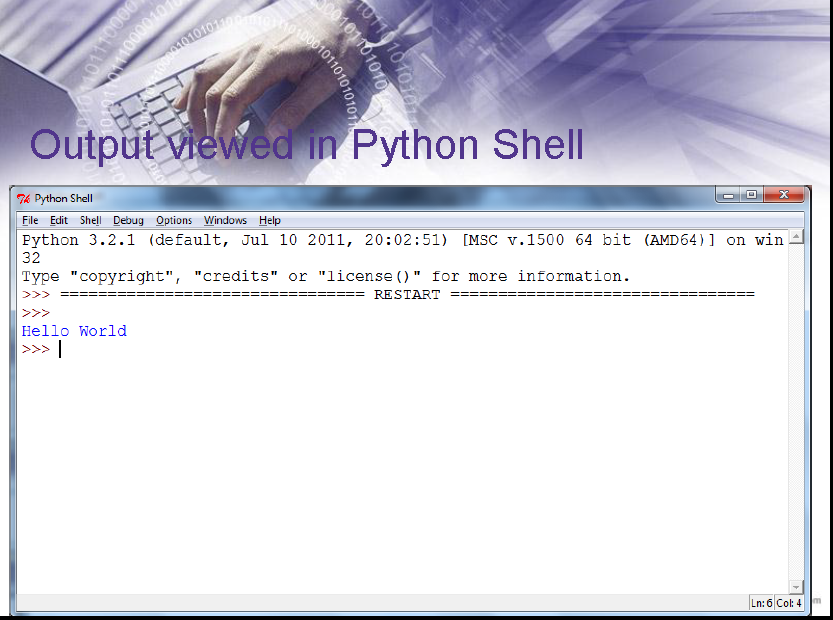 Output viewed in Python Shell
Python Shell
File Edit Shell Debug Options Windows Help
Python 3.2.1 (default, Jul 10 2011, 20:02:51) [MSC v.1500 64 bit (AMD64)] on win
32
Type "copyright", "credits" or "license()" for more information.
>>> ================================ RESTART ================================
>>>
Hello World
>>>
Ln: 6 Col: 4